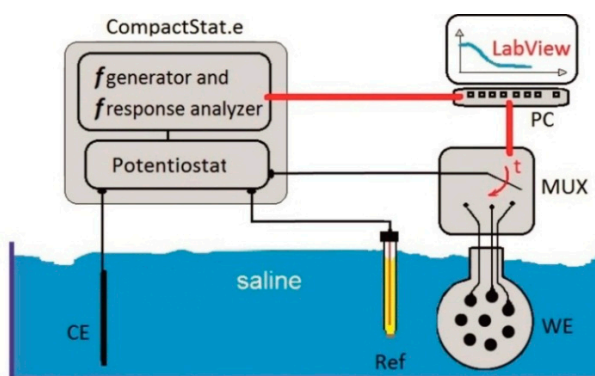 CompactStat.e
f generator and
f response analyzer
Potentiostat
LabView
PC
t
MUX
saline
CE
Ref
WE